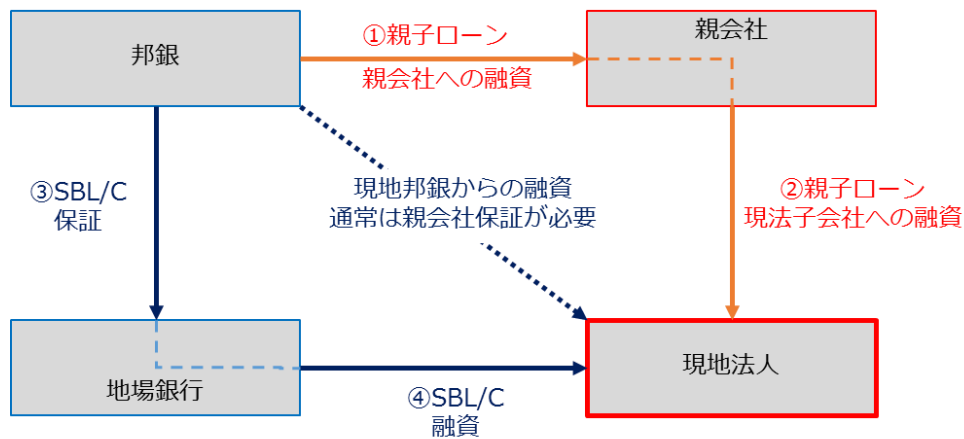 邦銀
①親子ローン
親会社への融資
親会社
③SBL/C
保証
現地邦銀からの融資
通常は親会社保証が必要
②親子ローン
現法子会社への融資
地場銀行
④SBL/C
融資
現地法人